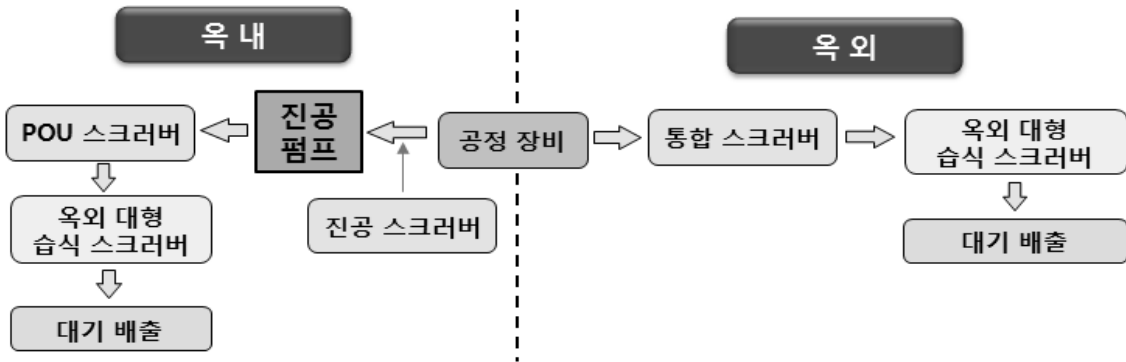 옥 내
옥 외
POU 스크러버
진공
펌프
공정 장비
통합 스크러버
옥외 대형
습식 스크러버
옥외 대형
습식 스크러버
진공 스크러버
대기 배출
대기 배출